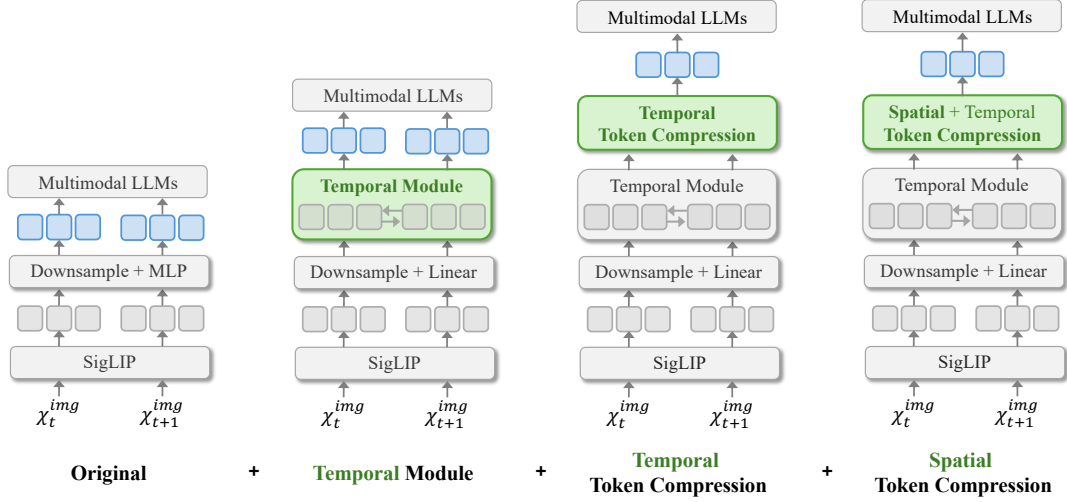 Multimodal LLMs
Downsample + MLP
SigLIP
χ_t^{img}
χ_{t+1}^{img}
Original
+
Multimodal LLMs
Temporal Module
Downsample + Linear
SigLIP
χ_t^{img}
χ_{t+1}^{img}
Temporal Module
+
Multimodal LLMs
Temporal
Token Compression
Temporal Module
Downsample + Linear
SigLIP
χ_t^{img}
χ_{t+1}^{img}
Temporal
Token Compression
+
Multimodal LLMs
Spatial + Temporal
Token Compression
Temporal Module
Downsample + Linear
SigLIP
χ_t^{img}
χ_{t+1}^{img}
Spatial
Token Compression